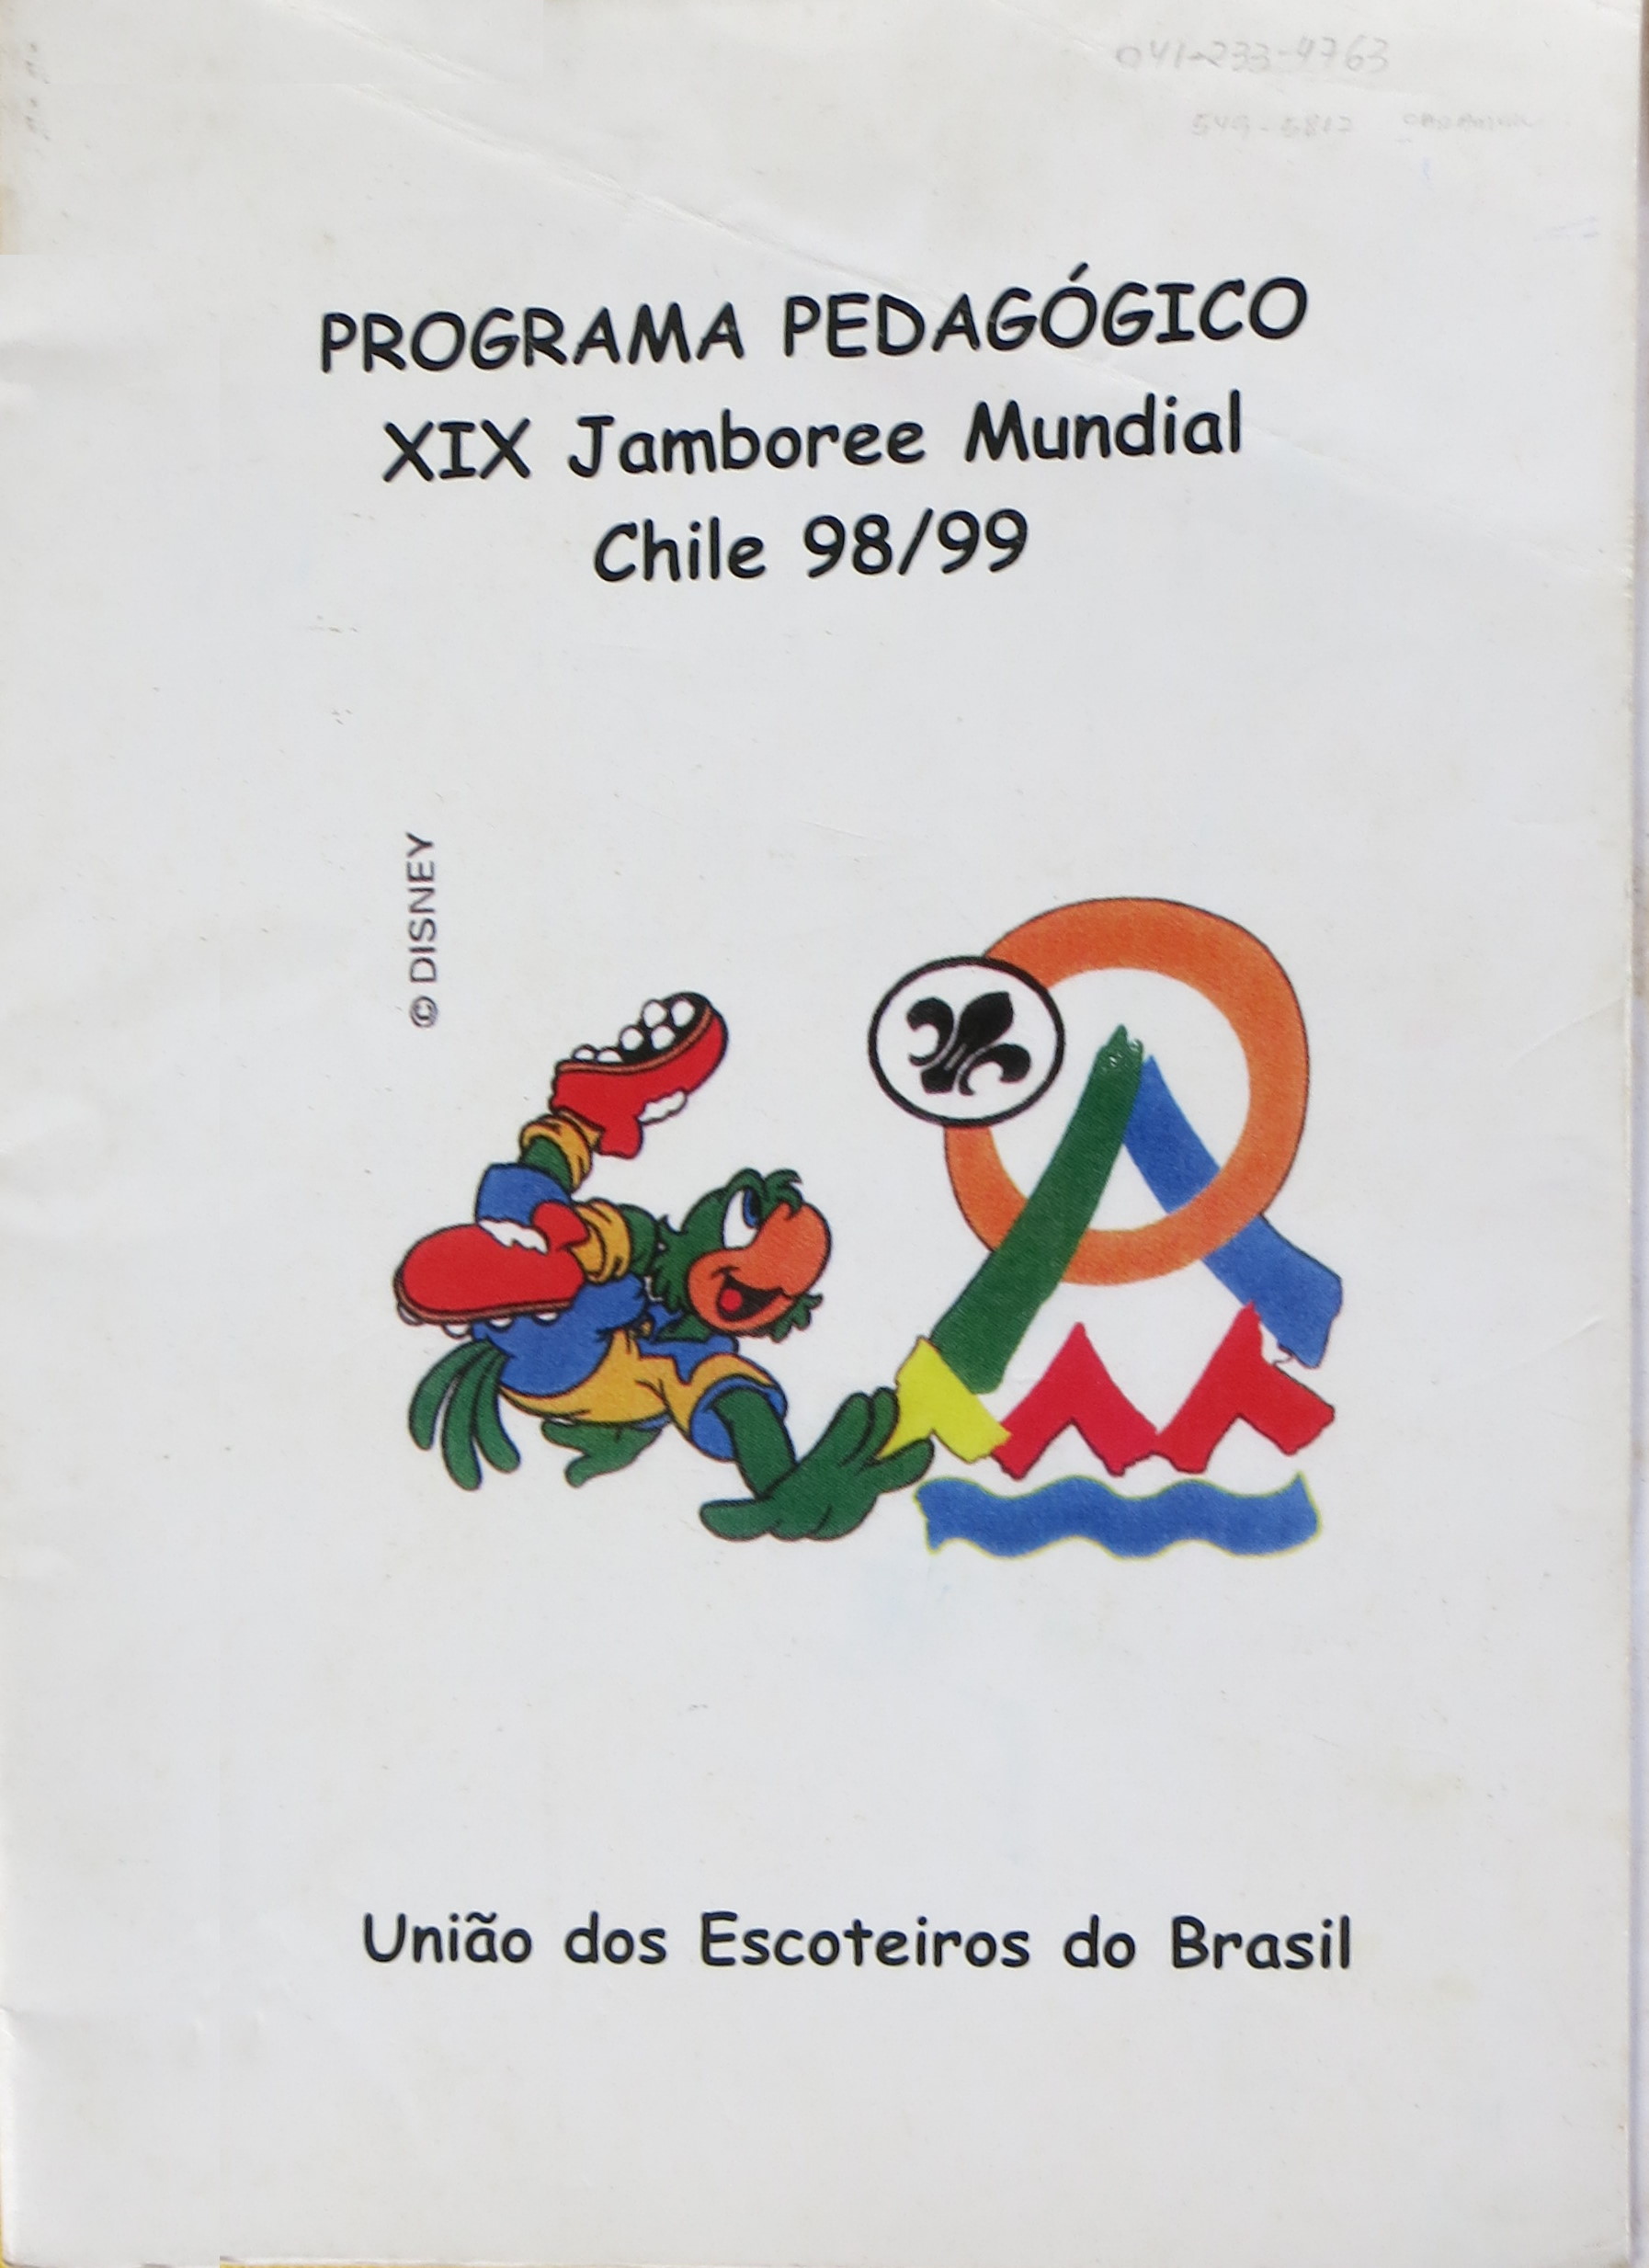 041-233-4763
PROGRAMA PEDAGÓGICO
XIX Jamboree Mundial
Chile 98/99
© DISNEY
União dos Escoteiros do Brasil